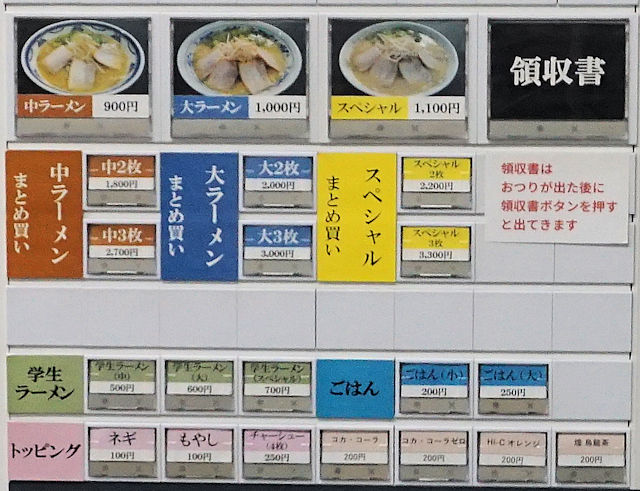 中ラーメン 900円
大ラーメン 1,000円
スペシャル 1,100円
領収書
中ラーメン
まとめ買い
中2枚
1,800円
中3枚
2,700円
大ラーメン
まとめ買い
大2枚
2,000円
大3枚
3,000円
スペシャル
まとめ買い
スペシャル
2枚
2,200円
スペシャル
3枚
3,300円
領収書は
おつりが出た後に
領収書ボタンを押す
と出てきます
学生
ラーメン
学生ラーメン
(中)
500円
学生ラーメン
(大)
600円
学生ラーメン
(スペシャル)
700円
ごはん
ごはん(小)
200円
ごはん(大)
250円
トッピング
ネギ
100円
もやし
100円
チャーシュー
(4枚)
250円
コカ・コーラ
200円
コカ・コーラゼロ
200円
Hi-Cオレンジ
200円
煌 烏龍茶
200円